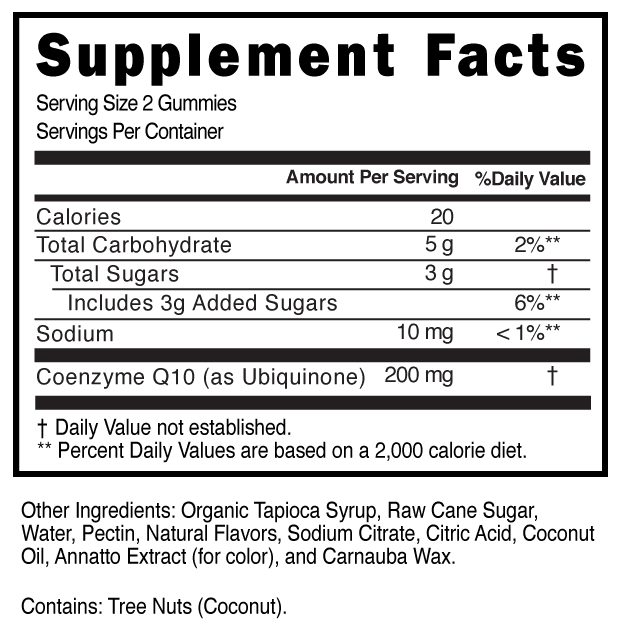 Supplement Facts
Serving Size 2 Gummies
Servings Per Container
Amount Per Serving %Daily Value
Calories 20
Total Carbohydrate 5 g 2%**
Total Sugars 3 g †
Includes 3g Added Sugars 6%**
Sodium 10 mg < 1%**
Coenzyme Q10 (as Ubiquinone) 200 mg †
† Daily Value not established.
** Percent Daily Values are based on a 2,000 calorie diet.
Other Ingredients: Organic Tapioca Syrup, Raw Cane Sugar,
Water, Pectin, Natural Flavors, Sodium Citrate, Citric Acid, Coconut
Oil, Annatto Extract (for color), and Carnauba Wax.
Contains: Tree Nuts (Coconut).